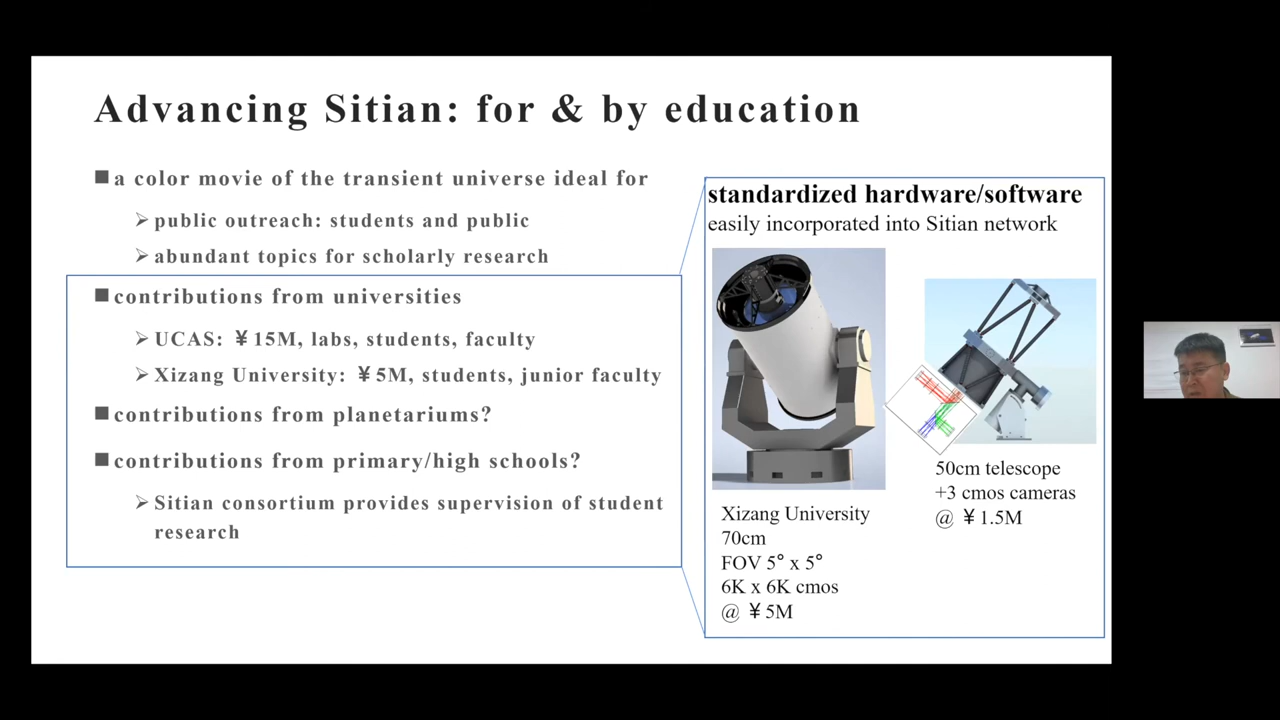 Advancing Sitian: for & by education
■a color movie of the transient universe ideal for
➢public outreach: students and public
➢abundant topics for scholarly research
■contributions from universities
➢UCAS: ￥15M, labs, students, faculty
➢Xizang University: ￥5M, students, junior faculty
■contributions from planetariums?
■contributions from primary/high schools?
➢Sitian consortium provides supervision of student
research
standardized hardware/software
easily incorporated into Sitian network
Xizang University
70cm
FOV 5° x 5°
6K x 6K cmos
@ ￥5M
50cm telescope
+3 cmos cameras
@ ￥1.5M